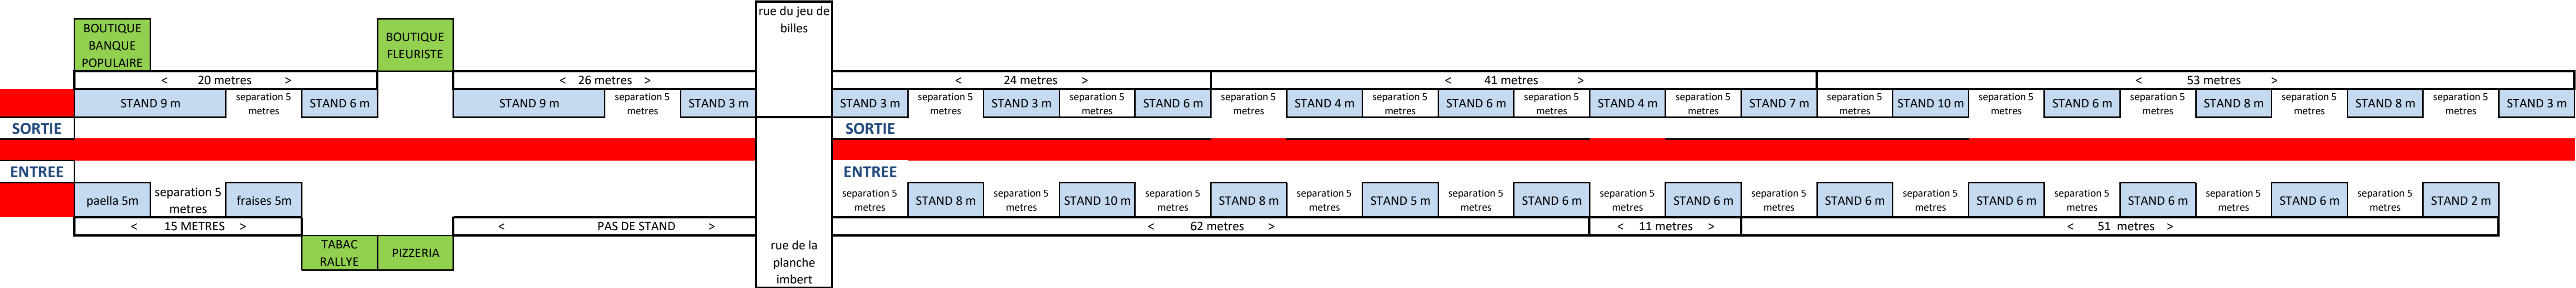 rue du jeu de
billes
BOUTIQUE
BANQUE
POPULAIRE
BOUTIQUE
FLEURISTE
< 20 metres >
< 26 metres >
< 24 metres >
< 41 metres >
< 53 metres >
STAND 9 m
separation 5
metres
STAND 6 m
STAND 9 m
separation 5
metres
STAND 3 m
STAND 3 m
separation 5
metres
STAND 3 m
separation 5
metres
STAND 6 m
separation 5
metres
STAND 4 m
separation 5
metres
STAND 6 m
separation 5
metres
STAND 4 m
separation 5
metres
STAND 7 m
separation 5
metres
STAND 10 m
separation 5
metres
STAND 6 m
separation 5
metres
STAND 8 m
separation 5
metres
STAND 8 m
separation 5
metres
STAND 3 m
SORTIE
SORTIE
ENTREE
ENTREE
paella 5m
separation 5
metres
fraises 5m
separation 5
metres
STAND 8 m
separation 5
metres
STAND 10 m
separation 5
metres
STAND 8 m
separation 5
metres
STAND 5 m
separation 5
metres
STAND 6 m
separation 5
metres
STAND 6 m
separation 5
metres
STAND 6 m
separation 5
metres
STAND 6 m
separation 5
metres
STAND 6 m
separation 5
metres
STAND 6 m
separation 5
metres
STAND 2 m
< 15 METRES >
< PAS DE STAND >
< 62 metres >
< 11 metres >
< 51 metres >
TABAC
RALLYE
PIZZERIA
rue de la
planche
imbert